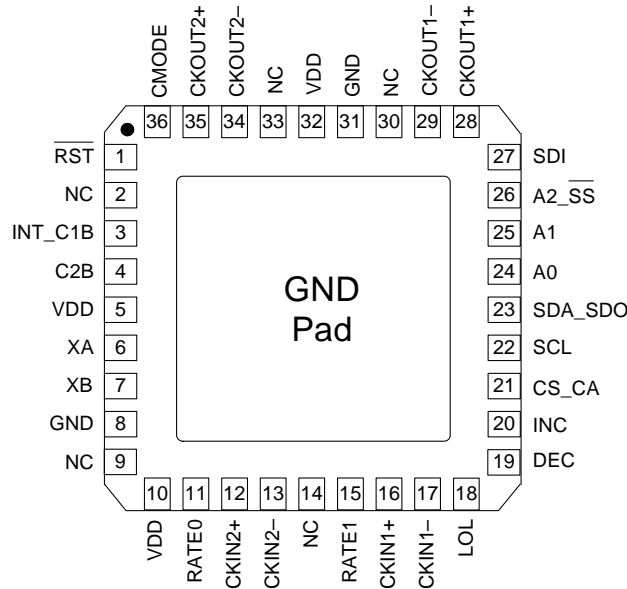 CMODE
CKOUT2+
CKOUT2–
NC
VDD
GND
NC
CKOUT1–
CKOUT1+
36
35
34
33
32
31
30
29
28
RST
1
NC
2
INT_C1B
3
C2B
4
VDD
5
XA
6
XB
7
GND
8
NC
9
GND
Pad
27
SDI
26
A2_SS
25
A1
24
A0
23
SDA_SDO
22
SCL
21
CS_CA
20
INC
19
DEC
10
11
12
13
14
15
16
17
18
VDD
RATE0
CKIN2+
CKIN2–
NC
RATE1
CKIN1+
CKIN1–
LOL